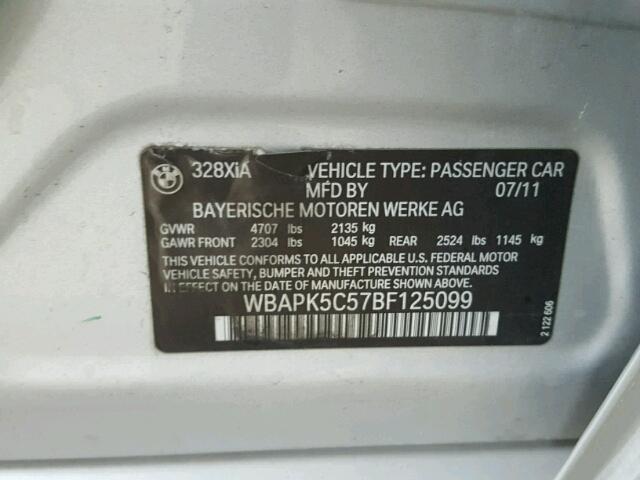 BMW
328XiA VEHICLE TYPE: PASSENGER CAR
MFD BY 07/11
BAYERISCHE MOTOREN WERKE AG
GVWR 4707 lbs 2135 kg
GAWR FRONT 2304 lbs 1045 kg REAR 2524 lbs 1145 kg
THIS VEHICLE CONFORMS TO ALL APPLICABLE U.S. FEDERAL MOTOR
VEHICLE SAFETY, BUMPER AND THEFT PREVENTION STANDARDS IN EFFECT
ON THE DATE OF MANUFACTURE SHOWN ABOVE.
WBAPK5C57BF125099
2 122 606